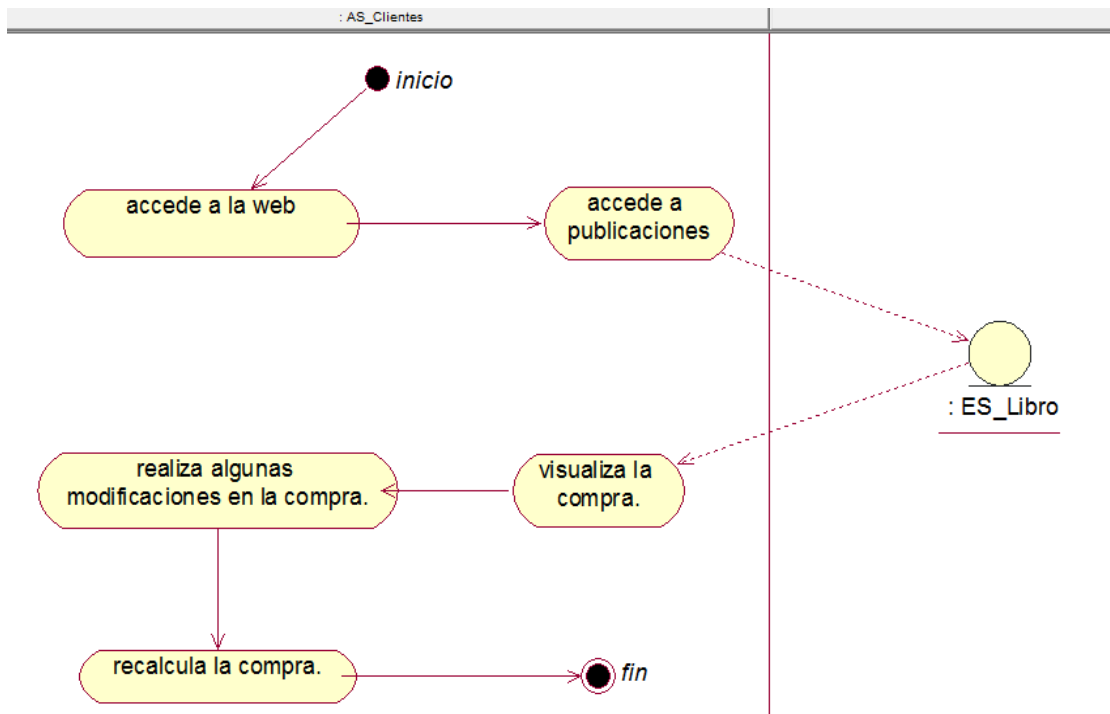 : AS_Clientes
inicio
accede a la web
accede a
publicaciones
: ES_Libro
realiza algunas
modificaciones en la compra.
visualiza la
compra.
recalcula la compra.
fin